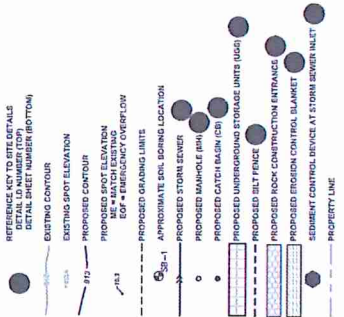 REFERENCE KEY TO SITE DETAILS
DETAIL I.D. NUMBER (TOP)
DETAIL SHEET NUMBER (BOTTOM)
EXISTING CONTOUR
EXISTING SPOT ELEVATION
912
PROPOSED CONTOUR
PROPOSED SPOT ELEVATION
ME = MATCH EXISTING
EOF = EMERGENCY OVERFLOW
PROPOSED GRADING LIMITS
SB-1
APPROXIMATE SOIL BORING LOCATION
PROPOSED STORM SEWER
PROPOSED MANHOLE (MH)
PROPOSED CATCH BASIN (CB)
PROPOSED UNDERGROUND STORAGE UNITS (UGS)
PROPOSED SILT FENCE
PROPOSED ROCK CONSTRUCTION ENTRANCE
PROPOSED EROSION CONTROL BLANKET
SEDIMENT CONTROL DEVICE AT STORM SEWER INLET
PROPERTY LINE